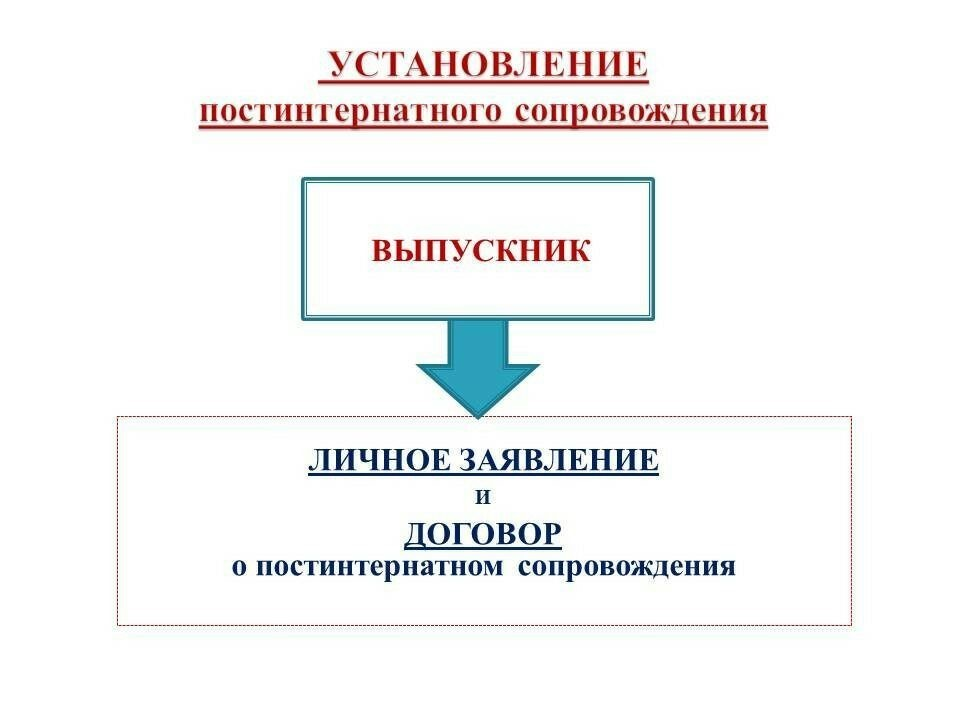 УСТАНОВЛЕНИЕ
постинтернатного сопровождения
ВЫПУСКНИК
ЛИЧНОЕ ЗАЯВЛЕНИЕ
и
ДОГОВОР
о постинтернатном сопровождения